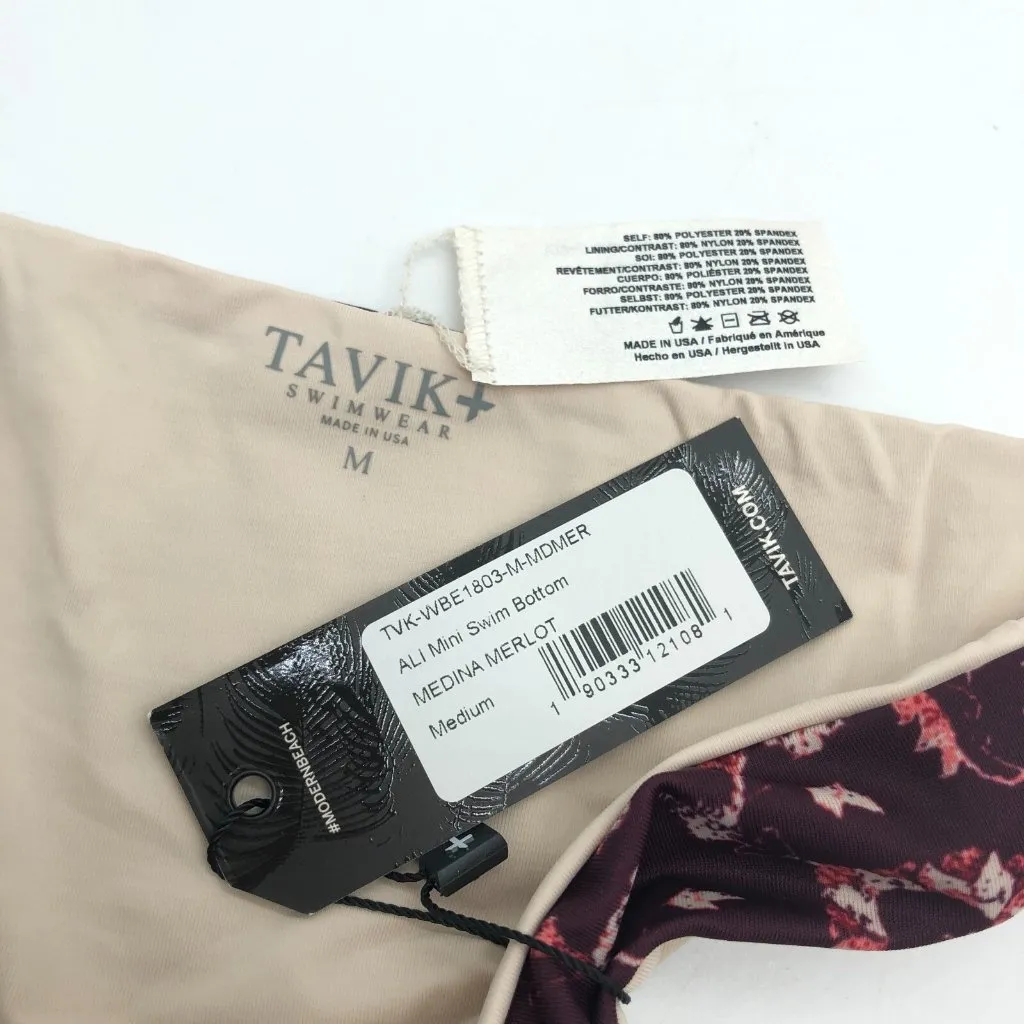 SELF: 80% POLYESTER 20% SPANDEX
LINING/CONTRAST: 80% NYLON 20% SPANDEX
SOI: 80% POLYESTER 20% SPANDEX
REVÊTEMENT/CONTRAST: 80% NYLON 20% SPANDEX
CUERPO: 80% POLIÉSTER 20% SPANDEX
FORRO/CONTRASTE: 80% NYLON 20% SPANDEX
SELBST: 80% POLYESTER 20% SPANDEX
FUTTER/KONTRAST: 80% NYLON 20% SPANDEX
MADE IN USA / Fabriqué en Amérique
Hecho en USA / Hergestellt in USA
TAVIK+
SWIMWEAR
MADE IN USA
M
TAVIK.COM
TVK-WBE1803-M-MDMER
ALI Mini Swim Bottom
MEDINA MERLOT
Medium
1 90333 12108 1
#MODERNBEACH